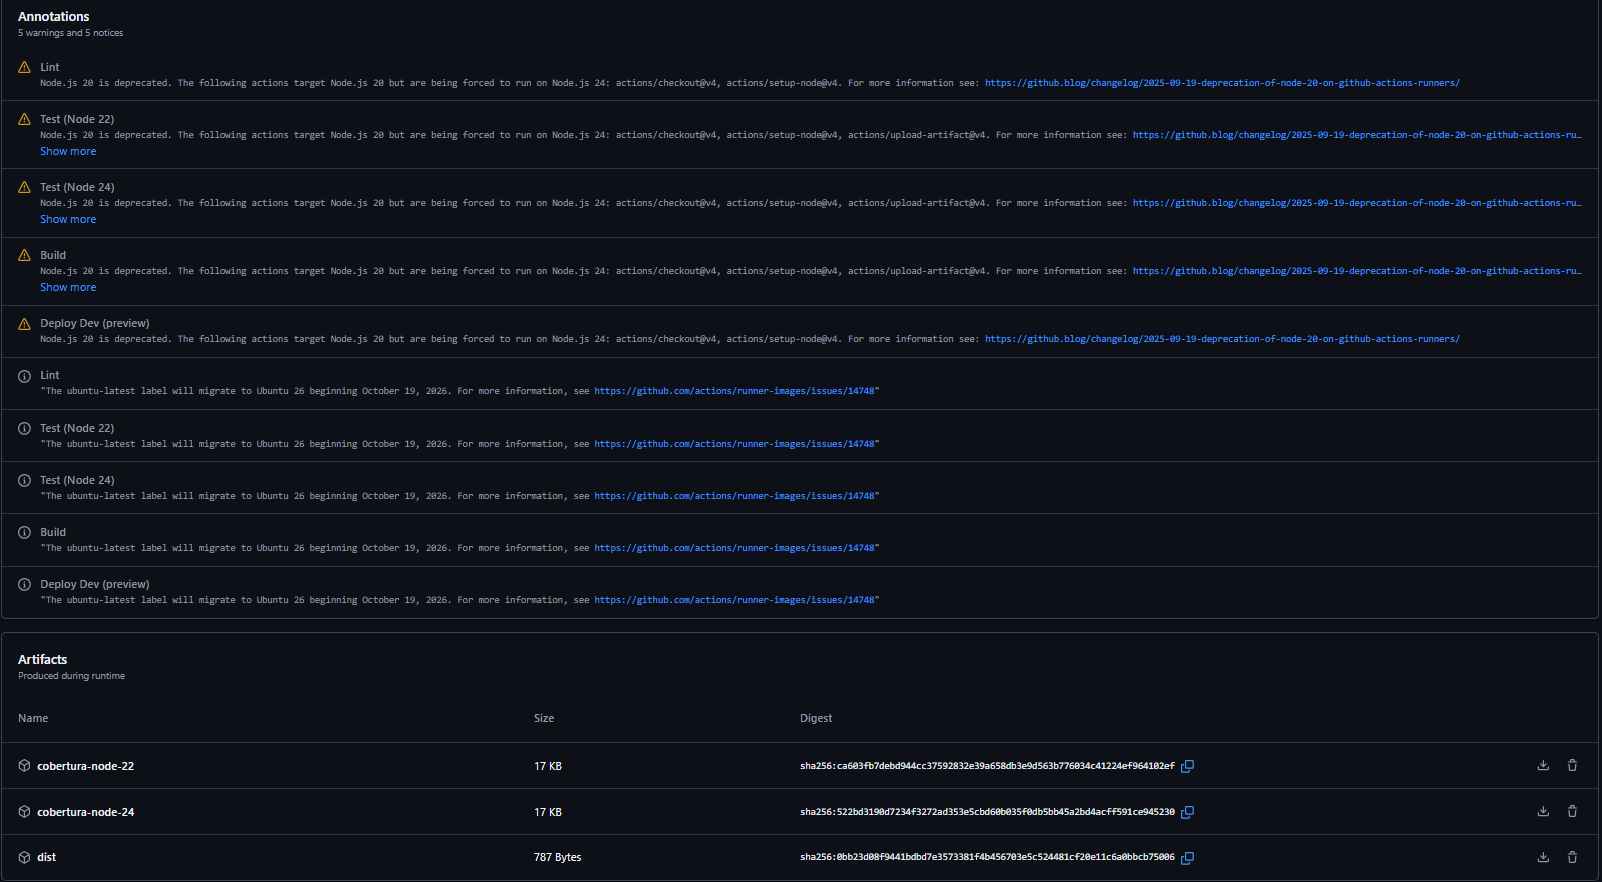 Annotations
5 warnings and 5 notices
Lint
Node.js 20 is deprecated. The following actions target Node.js 20 but are being forced to run on Node.js 24: actions/checkout@v4, actions/setup-node@v4. For more information see: https://github.blog/changelog/2025-09-19-deprecation-of-node-20-on-github-actions-runners/
Test (Node 22)
Node.js 20 is deprecated. The following actions target Node.js 20 but are being forced to run on Node.js 24: actions/checkout@v4, actions/setup-node@v4, actions/upload-artifact@v4. For more information see: https://github.blog/changelog/2025-09-19-deprecation-of-node-20-on-github-actions-ru…
Show more
Test (Node 24)
Node.js 20 is deprecated. The following actions target Node.js 20 but are being forced to run on Node.js 24: actions/checkout@v4, actions/setup-node@v4, actions/upload-artifact@v4. For more information see: https://github.blog/changelog/2025-09-19-deprecation-of-node-20-on-github-actions-ru…
Show more
Build
Node.js 20 is deprecated. The following actions target Node.js 20 but are being forced to run on Node.js 24: actions/checkout@v4, actions/setup-node@v4, actions/upload-artifact@v4. For more information see: https://github.blog/changelog/2025-09-19-deprecation-of-node-20-on-github-actions-ru…
Show more
Deploy Dev (preview)
Node.js 20 is deprecated. The following actions target Node.js 20 but are being forced to run on Node.js 24: actions/checkout@v4, actions/setup-node@v4. For more information see: https://github.blog/changelog/2025-09-19-deprecation-of-node-20-on-github-actions-runners/
Lint
"The ubuntu-latest label will migrate to Ubuntu 26 beginning October 19, 2026. For more information, see https://github.com/actions/runner-images/issues/14748"
Test (Node 22)
"The ubuntu-latest label will migrate to Ubuntu 26 beginning October 19, 2026. For more information, see https://github.com/actions/runner-images/issues/14748"
Test (Node 24)
"The ubuntu-latest label will migrate to Ubuntu 26 beginning October 19, 2026. For more information, see https://github.com/actions/runner-images/issues/14748"
Build
"The ubuntu-latest label will migrate to Ubuntu 26 beginning October 19, 2026. For more information, see https://github.com/actions/runner-images/issues/14748"
Deploy Dev (preview)
"The ubuntu-latest label will migrate to Ubuntu 26 beginning October 19, 2026. For more information, see https://github.com/actions/runner-images/issues/14748"
Artifacts
Produced during runtime
Name Size Digest
cobertura-node-22 17 KB sha256:ca603fb7debd944cc37592832e39a658db3e9d563b776034c41224ef964102ef
cobertura-node-24 17 KB sha256:522bd3190d7234f3272ad353e5cbd60b035f0db5bb45a2bd4acff591ce945230
dist 787 Bytes sha256:0bb23d08f9441bdbd7e3573381f4b456703e5c524481cf20e11c6a0bbcb75006